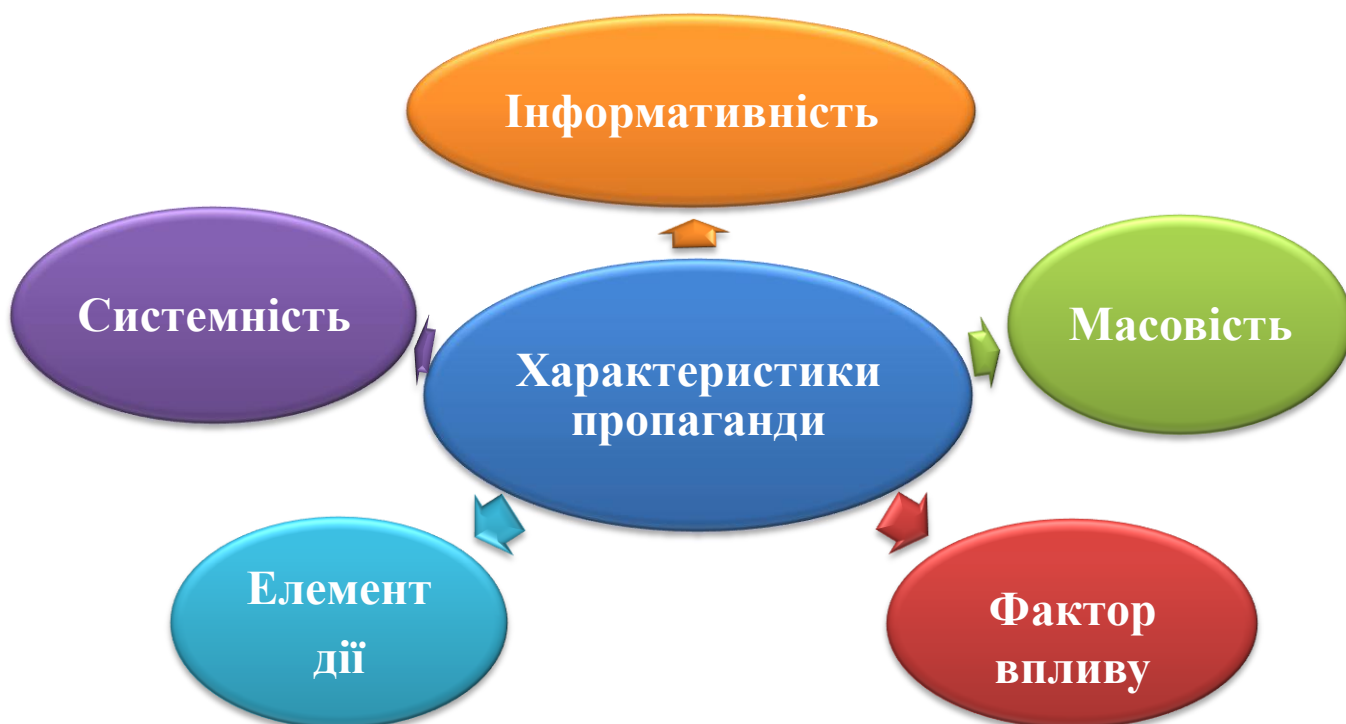 Інформативність
Системність
Масовість
Характеристики
пропаганди
Елемент
дії
Фактор
впливу